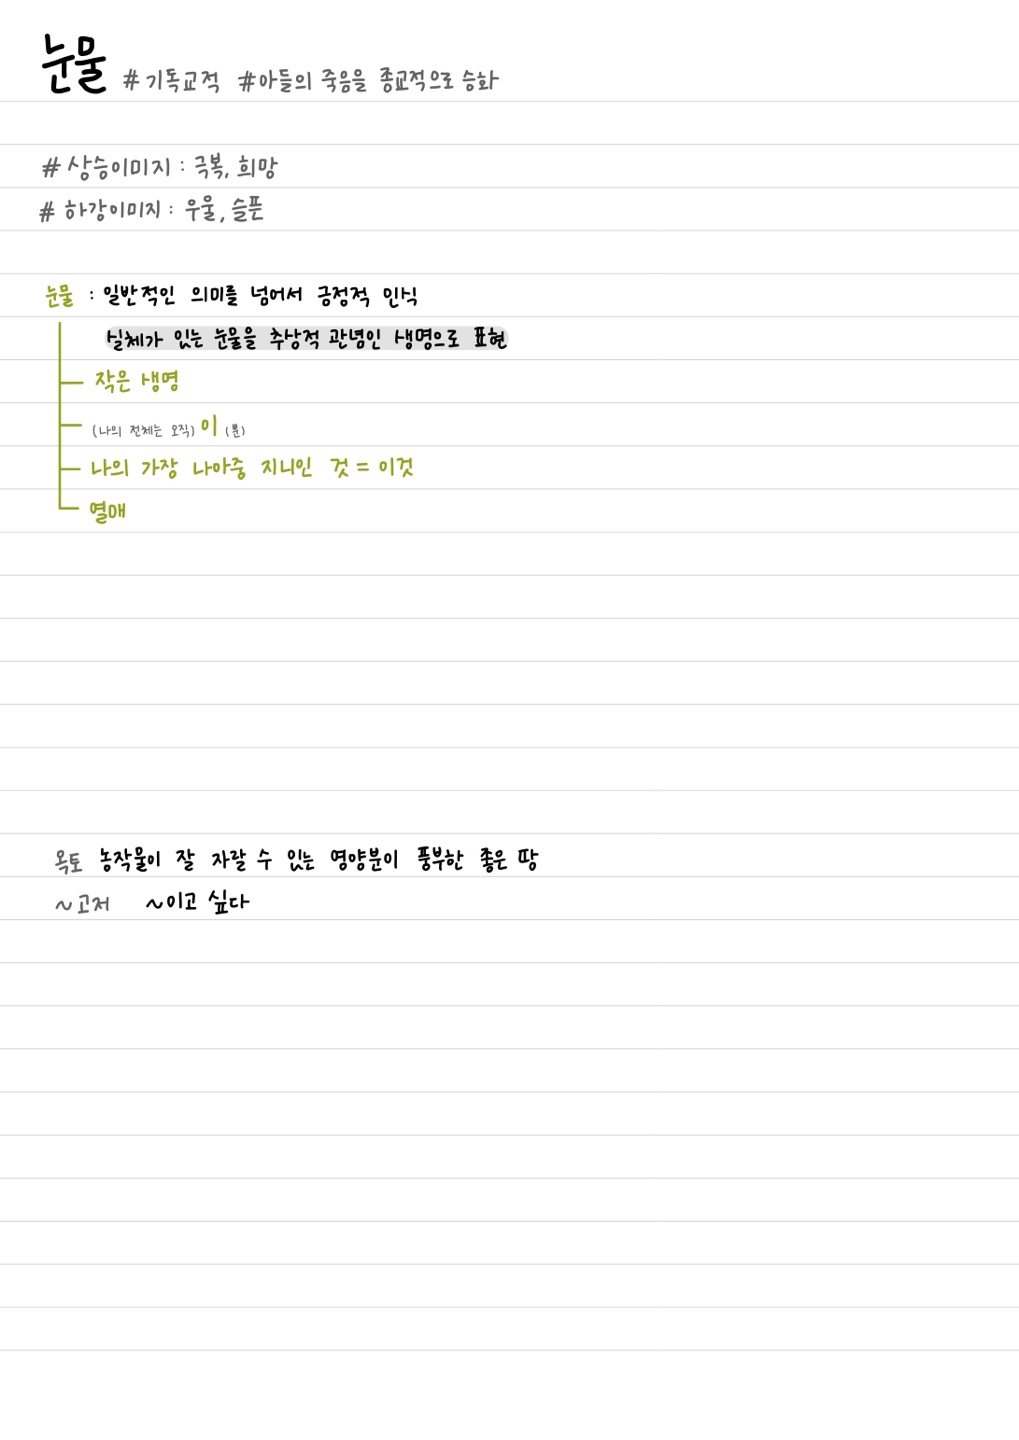 눈물 #기독교적 #아들의 죽음을 종교적으로 승화
# 상승이미지 : 극복, 희망
# 하강이미지 : 우울, 슬픈
눈물 : 일반적인 의미를 넘어서 긍정적 인식
실체가 있는 눈물을 추상적 관념인 생명으로 표현
작은 생명
(나의 전체는 오직) 이 (뿐)
나의 가장 나아중 지니인 것 = 이것
열매
옥토 농작물이 잘 자랄 수 있는 영양분이 풍부한 좋은 땅
~고저 ~이고 싶다